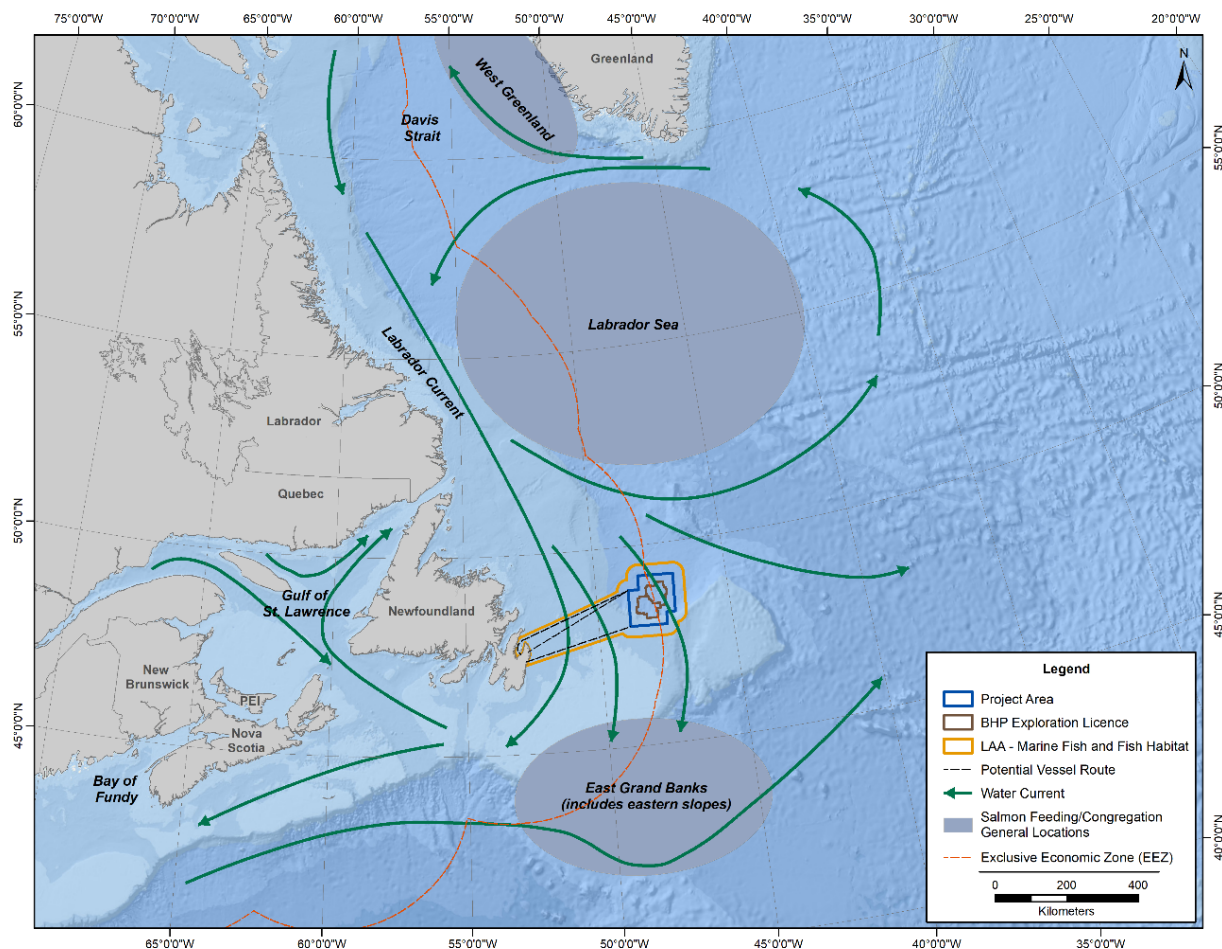 75°0'0"W 70°0'0"W 65°0'0"W 60°0'0"W 55°0'0"W 50°0'0"W 45°0'0"W 40°0'0"W 35°0'0"W 30°0'0"W 20°0'0"W
N
Greenland
West Greenland
60°0'0"N
Davis
Strait
55°0'0"N
55°0'0"N
Labrador Sea
Labrador Current
50°0'0"N
Labrador
Quebec
50°0'0"N
Gulf of
St. Lawrence
Newfoundland
45°0'0"N
New
Brunswick
PEI
Nova
Scotia
45°0'0"N
Bay of
Fundy
East Grand Banks
(includes eastern slopes)
40°0'0"N
Legend
Project Area
BHP Exploration Licence
LAA - Marine Fish and Fish Habitat
Potential Vessel Route
Water Current
Salmon Feeding/Congregation
General Locations
Exclusive Economic Zone (EEZ)
0 200 400
Kilometers
65°0'0"W 60°0'0"W 55°0'0"W 50°0'0"W 45°0'0"W 40°0'0"W 35°0'0"W